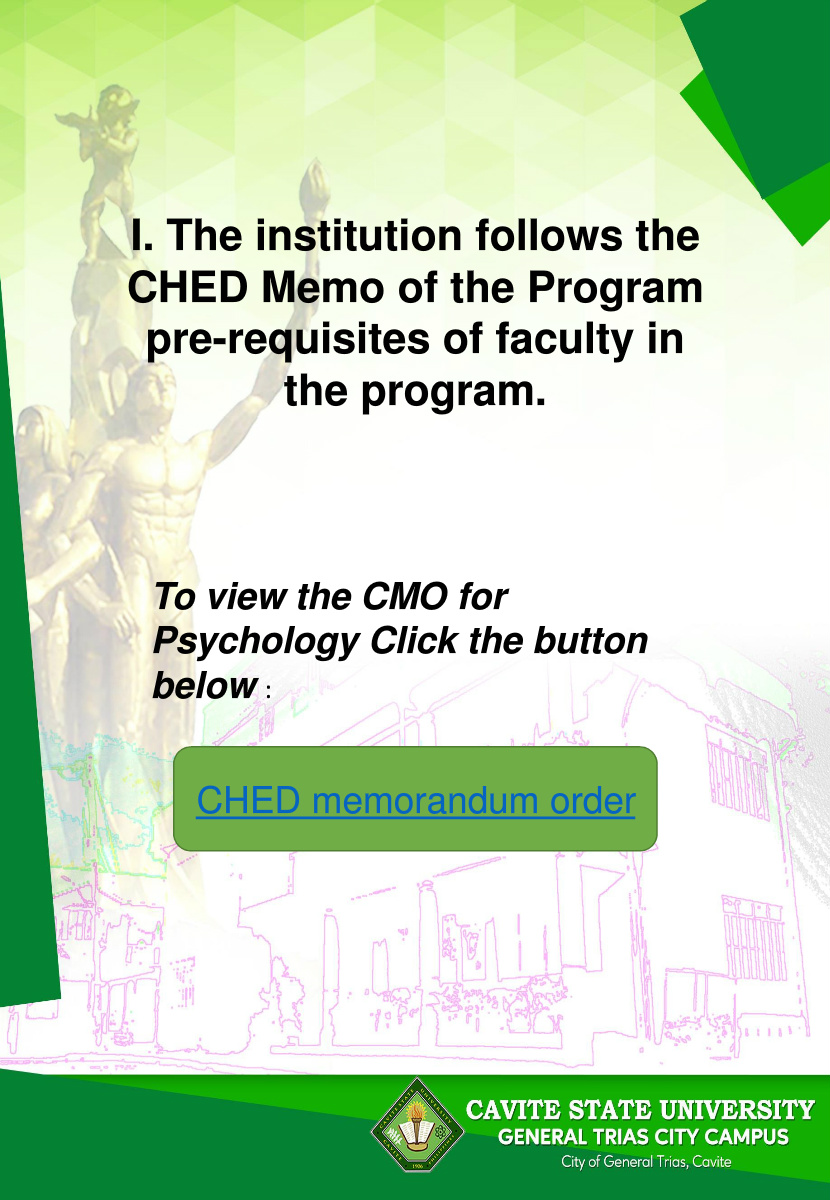 I. The institution follows the
CHED Memo of the Program
pre-requisites of faculty in
the program.
To view the CMO for
Psychology Click the button
below :
CHED memorandum order
CAVITE STATE UNIVERSITY
GENERAL TRIAS CITY CAMPUS
City of General Trias, Cavite
1906